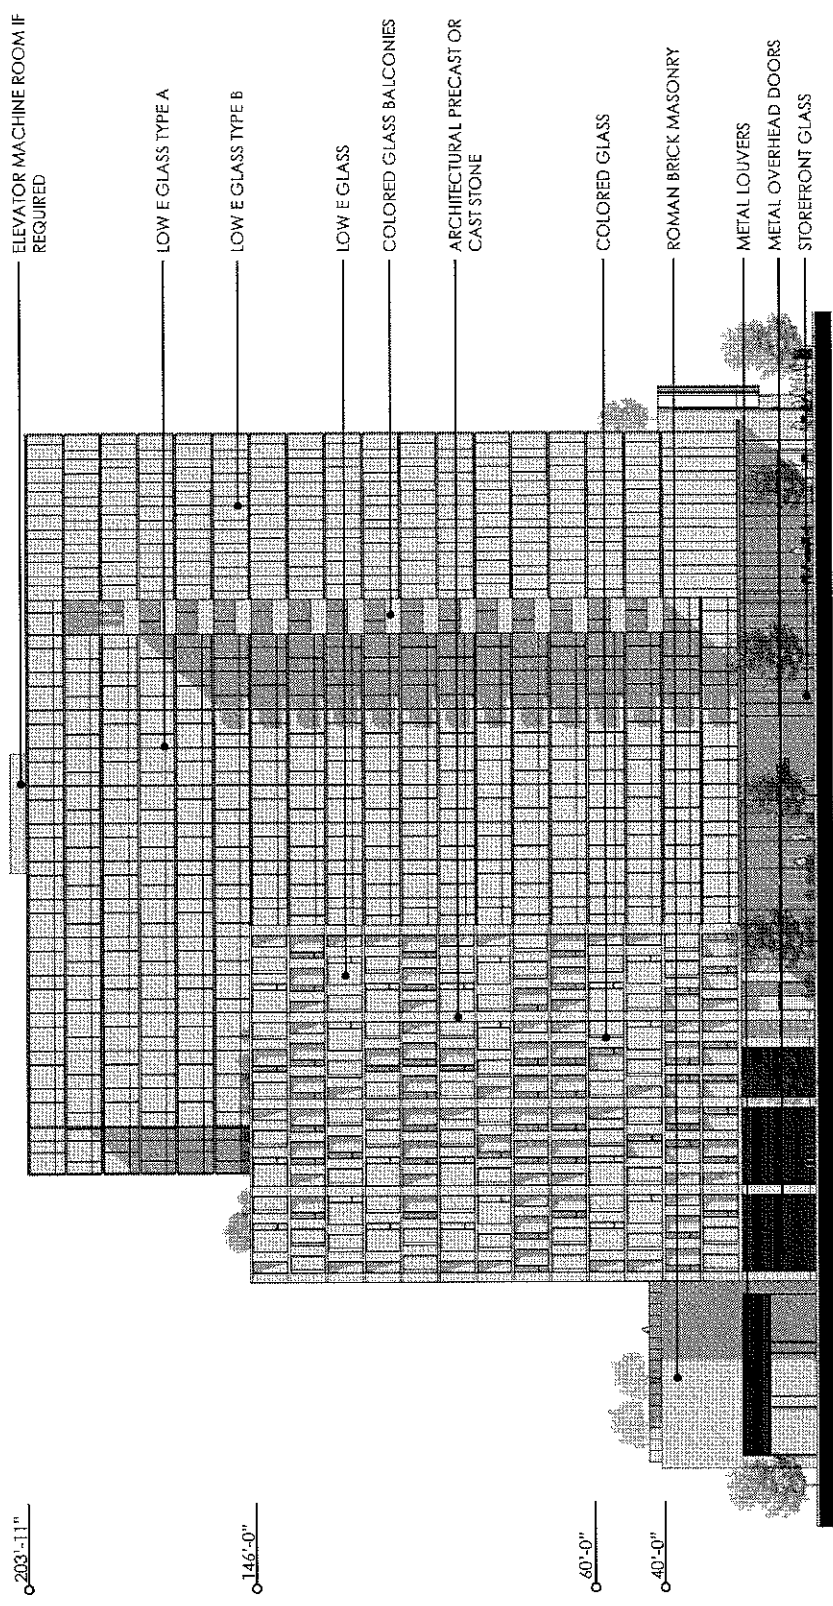 ELEVATOR MACHINE ROOM IF
REQUIRED
LOW E GLASS TYPE A
LOW E GLASS TYPE B
LOW E GLASS
COLORED GLASS BALCONIES
ARCHITECTURAL PRECAST OR
CAST STONE
COLORED GLASS
ROMAN BRICK MASONRY
METAL LOUVERS
METAL OVERHEAD DOORS
STOREFRONT GLASS
203'-11"
146'-0"
60'-0"
40'-0"